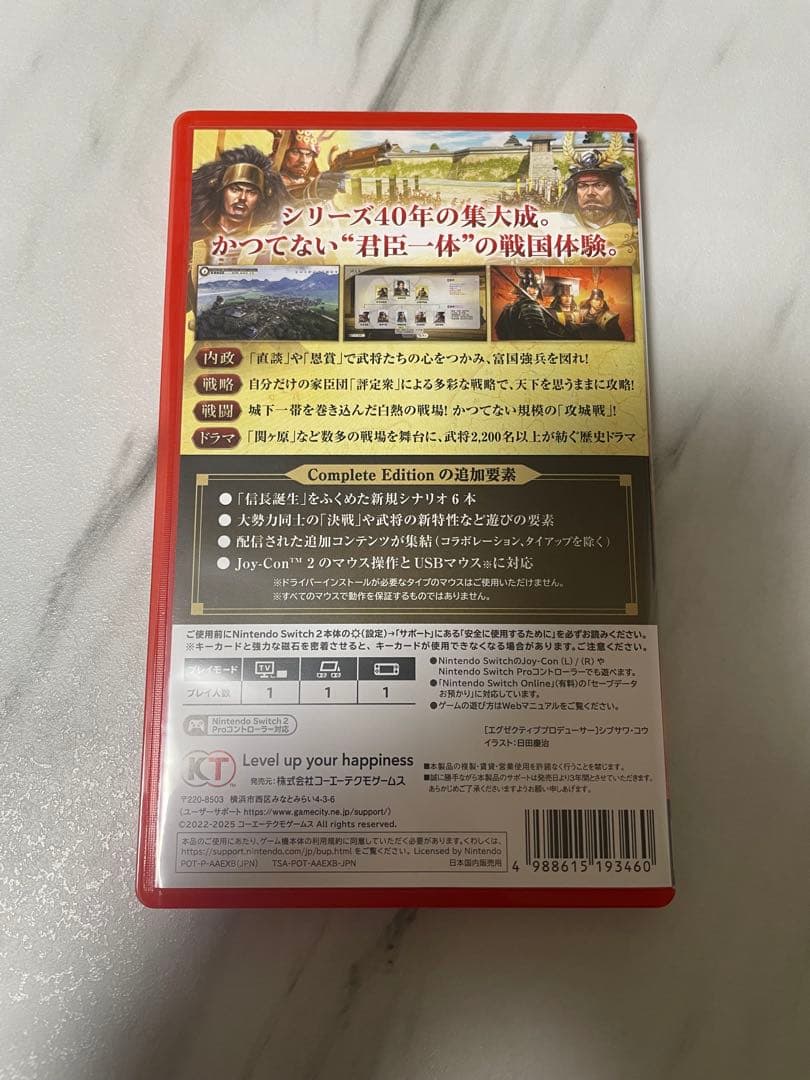 シリーズ40年の集大成。
かつてない“君臣一体”の戦国体験。
内政 「直談」や「恩賞」で武将たちの心をつかみ、富国強兵を図れ!
戦略 自分だけの家臣団「評定衆」による多彩な戦略で、天下を思うままに攻略!
戦闘 城下一帯を巻き込んだ白熱の戦場! かつてない規模の「攻城戦」!
ドラマ 「関ヶ原」など数多の戦場を舞台に、武将2,200名以上が紡ぐ歴史ドラマ
Complete Edition の追加要素
●「信長誕生」をふくめた新規シナリオ 6 本
●大勢力同士の「決戦」や武将の新特性など遊びの要素
●配信された追加コンテンツが集結(コラボレーション、タイアップを除く)
●Joy-Con™ 2 のマウス操作と USBマウス※に対応
※ドライバーインストールが必要なタイプのマウスはご使用いただけません。
※すべてのマウスで動作を保証するものではありません。
ご使用前にNintendo Switch 2本体の(設定)→「サポート」にある「安全に使用するために」を必ずお読みください。
※キーカードと強力な磁石を密着させると、キーカードが使用できなくなる場合があります。ご注意ください。
プレイモード TV
プレイ人数 1 1 1
Nintendo Switch 2
Proコントローラー対応
●Nintendo SwitchのJoy-Con (L) / (R) や
Nintendo Switch Proコントローラーでも遊べます。
●「Nintendo Switch Online」(有料)の「セーブデータ
お預かり」に対応しています。
●ゲームの遊び方はWebマニュアルをご覧ください。
[エグゼクティブプロデューサー]シブサワ・コウ
イラスト:日田慶治
KT
Level up your happiness
発売元:株式会社コーエーテクモゲームス
〒220-8503 横浜市西区みなとみらい4-3-6
(ユーザーサポート https://www.gamecity.ne.jp/support/)
©2022-2025 コーエーテクモゲームス All rights reserved.
■本製品の複製・賃貸・営業使用を許諾なく行うことを禁じます。
■誠に勝手ながら本製品のサポートは発売日より3年間とさせていただきます。
あらかじめご了承くださいますようお願い申しあげます。
本品のご使用にあたり、ゲーム機本体の利用規約に同意していただく必要があります。くわしくは、
https://support.nintendo.com/jp/bup.html をご覧ください。 Licensed by Nintendo
POT-P-AAEXB(JPN) TSA-POT-AAEXB-JPN 日本国内販売用
4 988615 193460